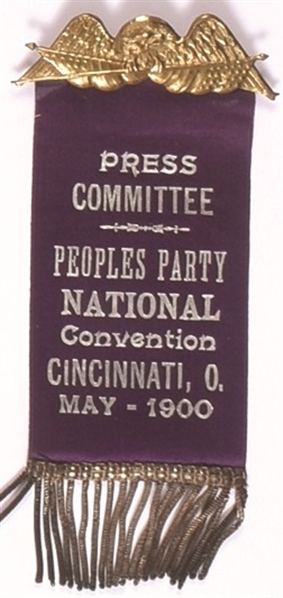 PRESS
COMMITTEE
PEOPLES PARTY
NATIONAL
Convention
CINCINNATI, O.
MAY - 1900